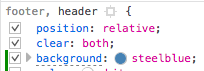 footer, header {
position: relative;
clear: both;
background: steelblue;